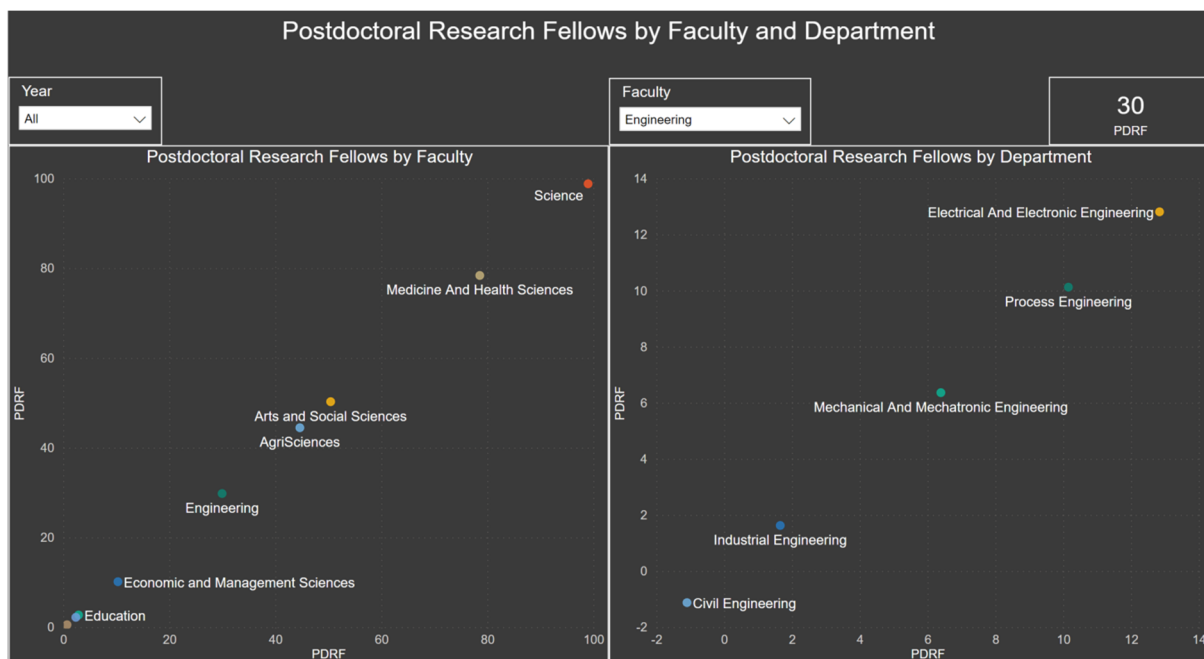 Postdoctoral Research Fellows by Faculty and Department
Year
All
Faculty
Engineering
30
PDRF
Postdoctoral Research Fellows by Faculty
100
80
60
40
20
0
PDRF
Science
Medicine And Health Sciences
Arts and Social Sciences
AgriSciences
Engineering
Economic and Management Sciences
Education
0 20 40 60 80 100
PDRF
Postdoctoral Research Fellows by Department
14
12
10
8
6
4
2
0
-2
PDRF
Electrical And Electronic Engineering
Process Engineering
Mechanical And Mechatronic Engineering
Industrial Engineering
Civil Engineering
-2 0 2 4 6 8 10 12 14
PDRF